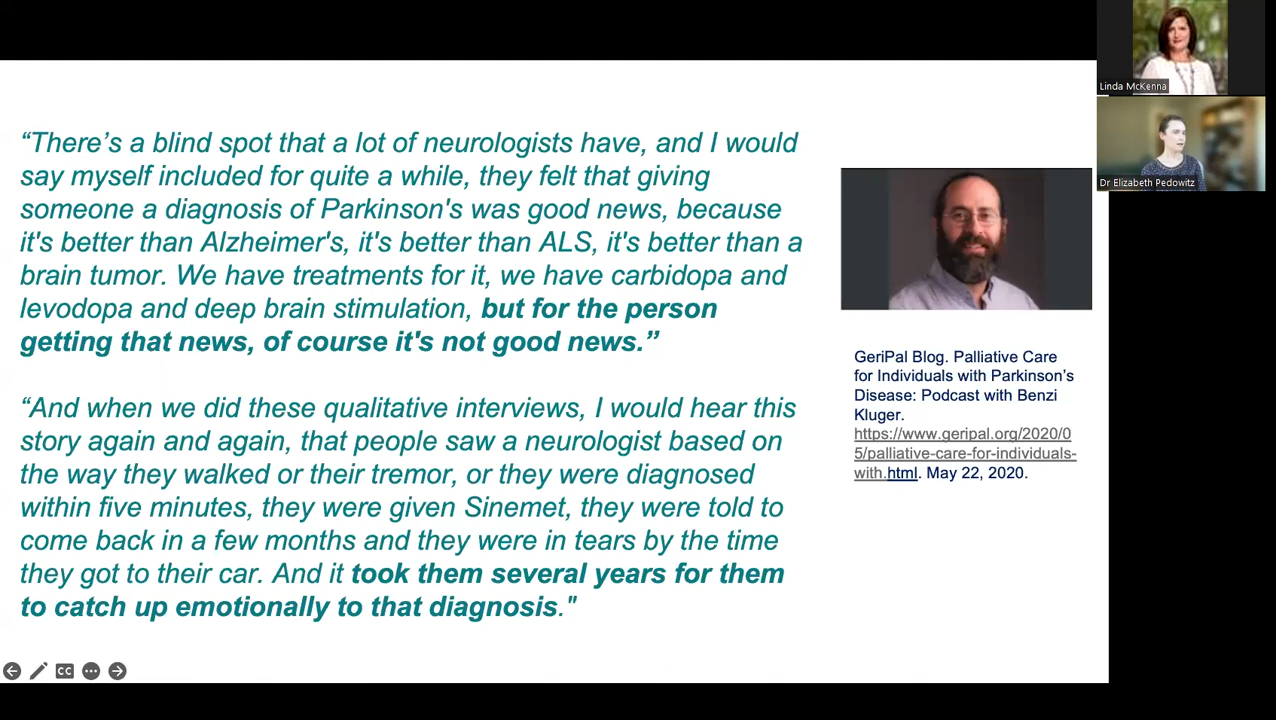 “There’s a blind spot that a lot of neurologists have, and I would
say myself included for quite a while, they felt that giving
someone a diagnosis of Parkinson's was good news, because
it's better than Alzheimer's, it's better than ALS, it's better than a
brain tumor. We have treatments for it, we have carbidopa and
levodopa and deep brain stimulation, but for the person
getting that news, of course it's not good news.”
“And when we did these qualitative interviews, I would hear this
story again and again, that people saw a neurologist based on
the way they walked or their tremor, or they were diagnosed
within five minutes, they were given Sinemet, they were told to
come back in a few months and they were in tears by the time
they got to their car. And it took them several years for them
to catch up emotionally to that diagnosis."
GeriPal Blog. Palliative Care
for Individuals with Parkinson’s
Disease: Podcast with Benzi
Kluger.
https://www.geripal.org/2020/0
5/palliative-care-for-individuals-
with.html. May 22, 2020.
Linda McKenna
Dr Elizabeth Pedowitz
CC